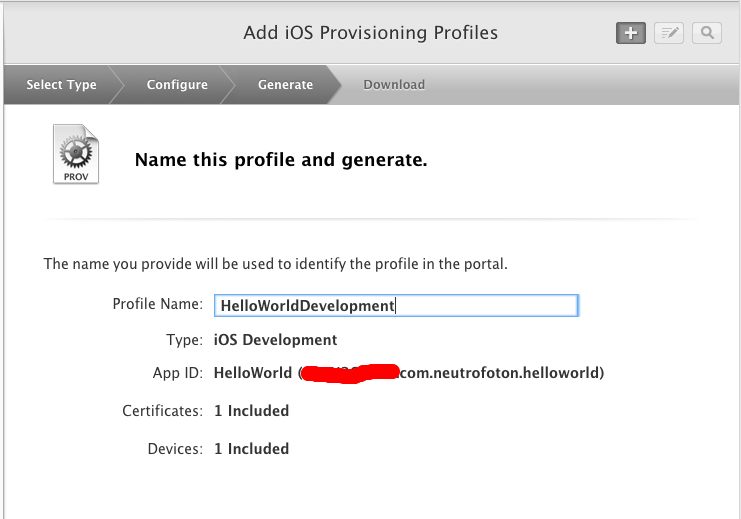 Add iOS Provisioning Profiles
Select Type Configure Generate Download
PROV
Name this profile and generate.
The name you provide will be used to identify the profile in the portal.
Profile Name: HelloWorldDevelopment
Type: iOS Development
App ID: HelloWorld ( .com.neutrofoton.helloworld)
Certificates: 1 Included
Devices: 1 Included